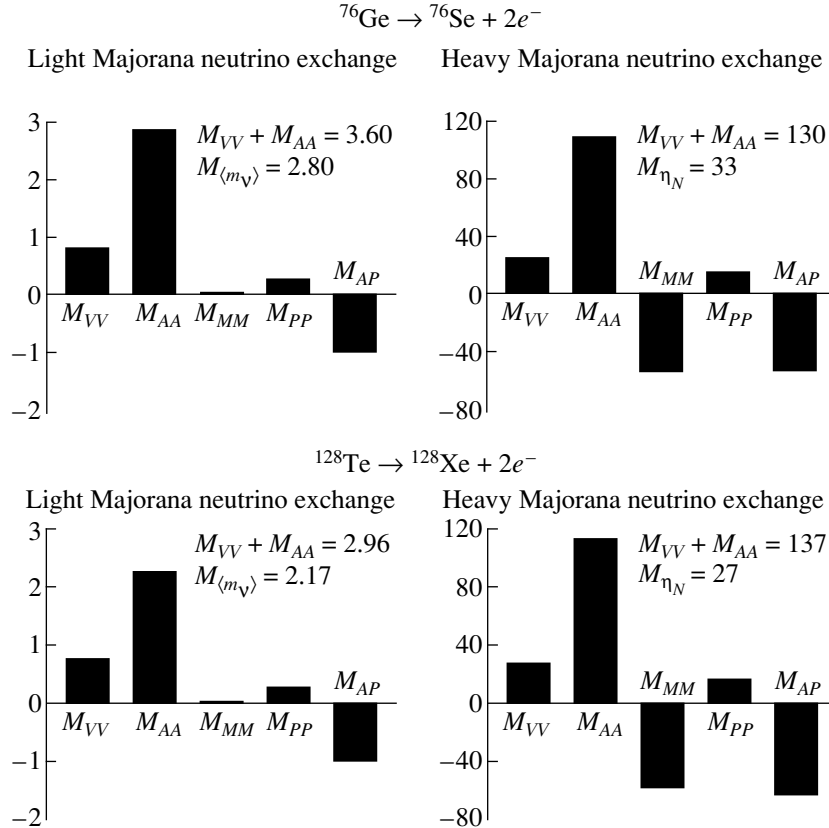 ⁷⁶Ge → ⁷⁶Se + 2e⁻
Light Majorana neutrino exchange
3
2
1
0
–1
–2
M_VV + M_AA = 3.60
M_⟨m_ν⟩ = 2.80
M_VV
M_AA
M_MM
M_PP
M_AP
Heavy Majorana neutrino exchange
120
80
40
0
–40
–80
M_VV + M_AA = 130
M_η_N = 33
M_VV
M_AA
M_MM
M_PP
M_AP
¹²⁸Te → ¹²⁸Xe + 2e⁻
Light Majorana neutrino exchange
3
2
1
0
–1
–2
M_VV + M_AA = 2.96
M_⟨m_ν⟩ = 2.17
M_VV
M_AA
M_MM
M_PP
M_AP
Heavy Majorana neutrino exchange
120
80
40
0
–60
–80
M_VV + M_AA = 137
M_η_N = 27
M_VV
M_AA
M_MM
M_PP
M_AP